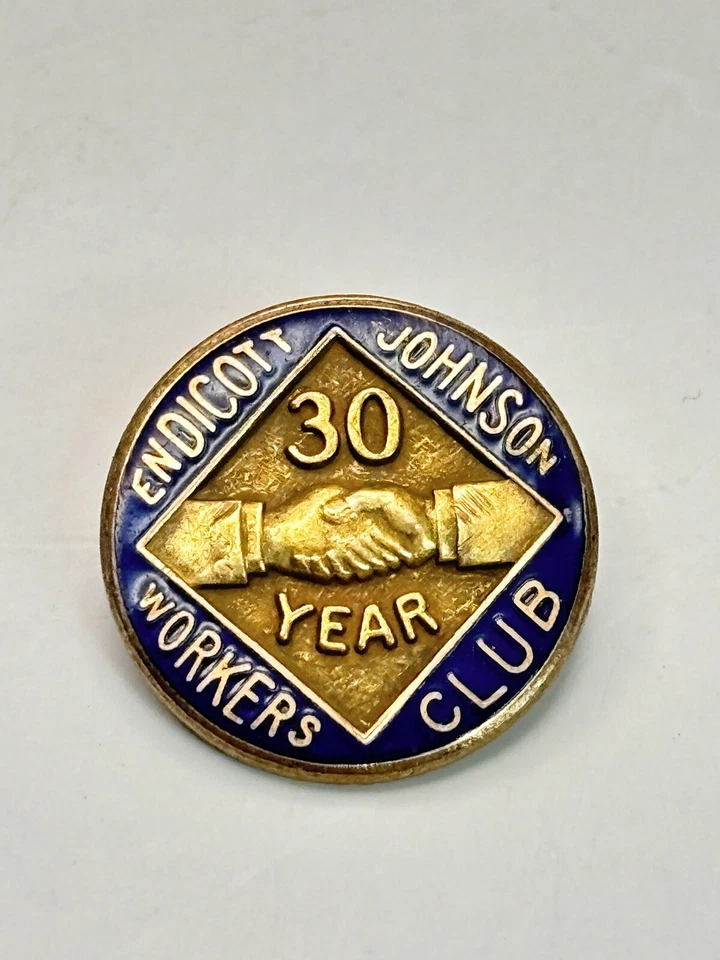 ENDICOTT
JOHNSON
30
YEAR
WORKERS
CLUB